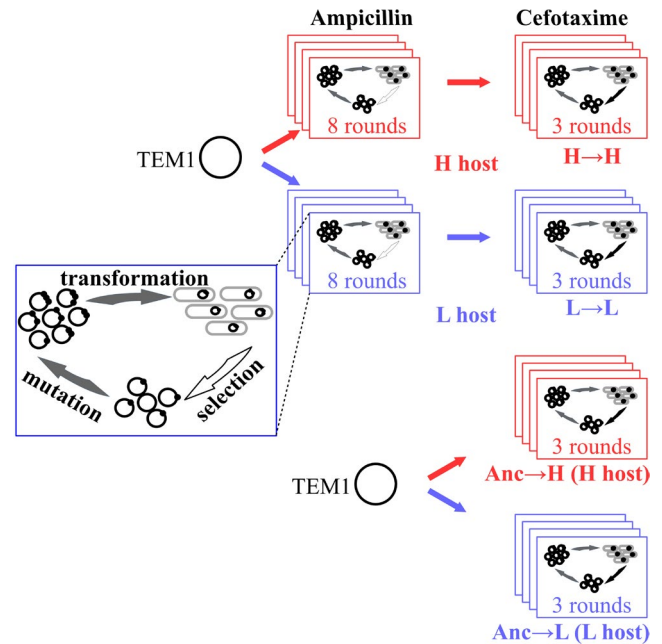 Ampicillin
Cefotaxime
8 rounds
3 rounds
H host
H→H
TEM1
8 rounds
3 rounds
L host
L→L
transformation
mutation
selection
3 rounds
Anc→H (H host)
TEM1
3 rounds
Anc→L (L host)